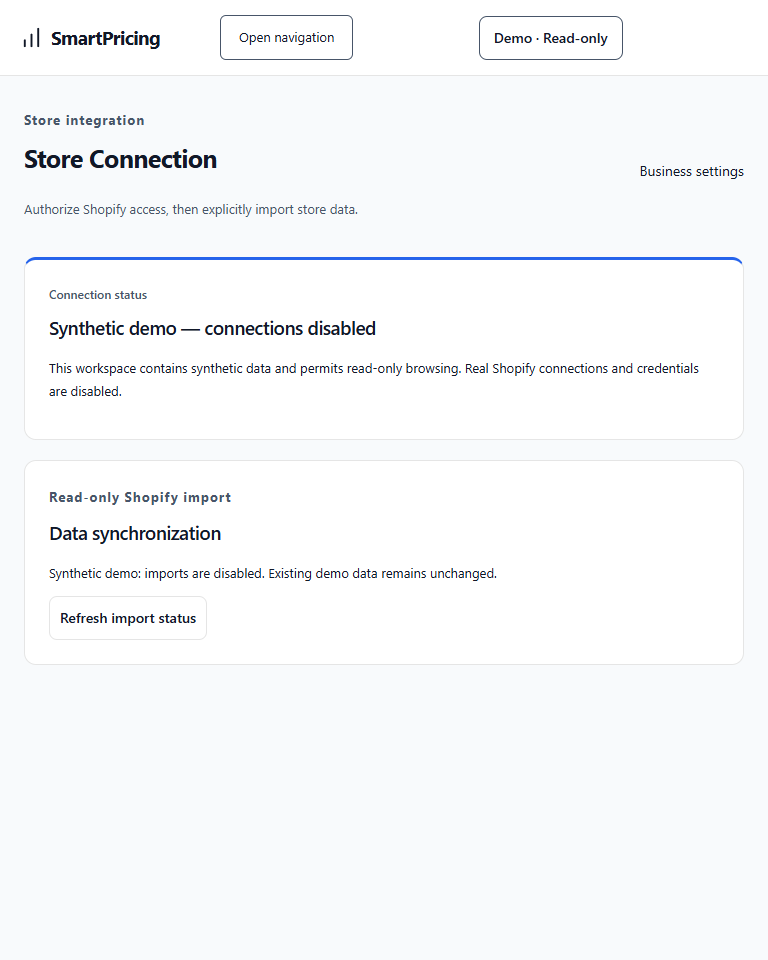 SmartPricing
Open navigation
Demo · Read-only
Store integration
Store Connection
Business settings
Authorize Shopify access, then explicitly import store data.
Connection status
Synthetic demo — connections disabled
This workspace contains synthetic data and permits read-only browsing. Real Shopify connections and credentials
are disabled.
Read-only Shopify import
Data synchronization
Synthetic demo: imports are disabled. Existing demo data remains unchanged.
Refresh import status